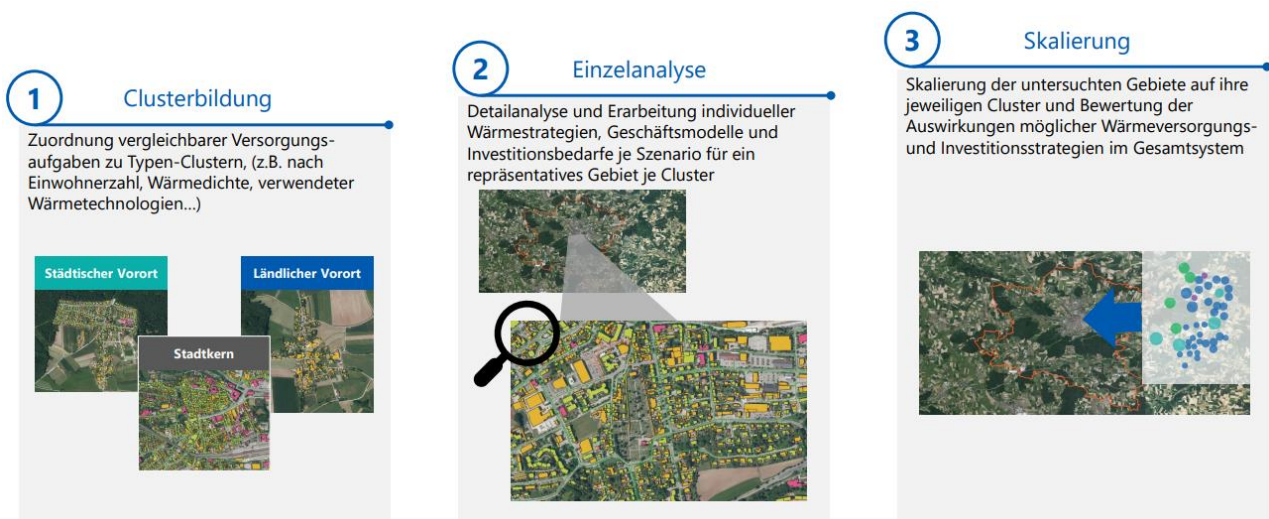 1
Clusterbildung
Zuordnung vergleichbarer Versorgungs-
aufgaben zu Typen-Clustern, (z.B. nach
Einwohnerzahl, Wärmedichte, verwendeter
Wärmetechnologien...)
Städtischer Vorort
Ländlicher Vorort
Stadtkern
2
Einzelanalyse
Detailanalyse und Erarbeitung individueller
Wärmestrategien, Geschäftsmodelle und
Investitionsbedarfe je Szenario für ein
repräsentatives Gebiet je Cluster
3
Skalierung
Skalierung der untersuchten Gebiete auf ihre
jeweiligen Cluster und Bewertung der
Auswirkungen möglicher Wärmeversorgungs-
und Investitionsstrategien im Gesamtsystem